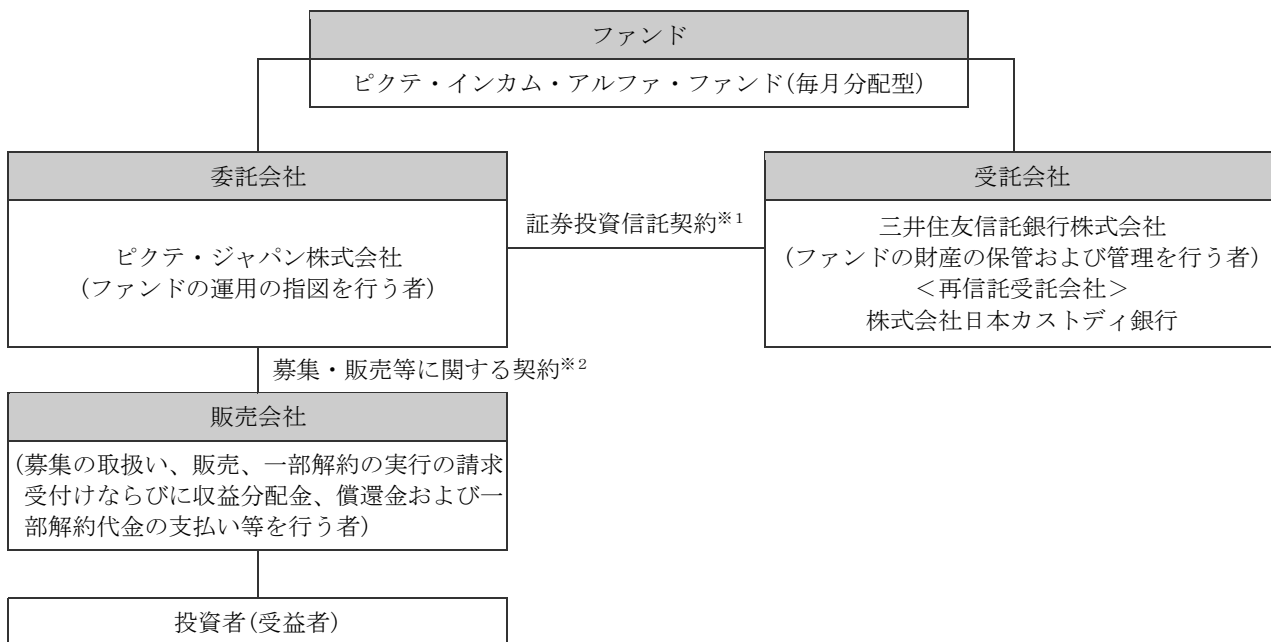 ファンド
ピクテ・インカム・アルファ・ファンド(毎月分配型)
委託会社
ピクテ・ジャパン株式会社
(ファンドの運用の指図を行う者)
証券投資信託契約※1
受託会社
三井住友信託銀行株式会社
(ファンドの財産の保管および管理を行う者)
＜再信託受託会社＞
株式会社日本カストディ銀行
募集・販売等に関する契約※2
販売会社
(募集の取扱い、販売、一部解約の実行の請求
受付けならびに収益分配金、償還金および一
部解約代金の支払い等を行う者)
投資者(受益者)